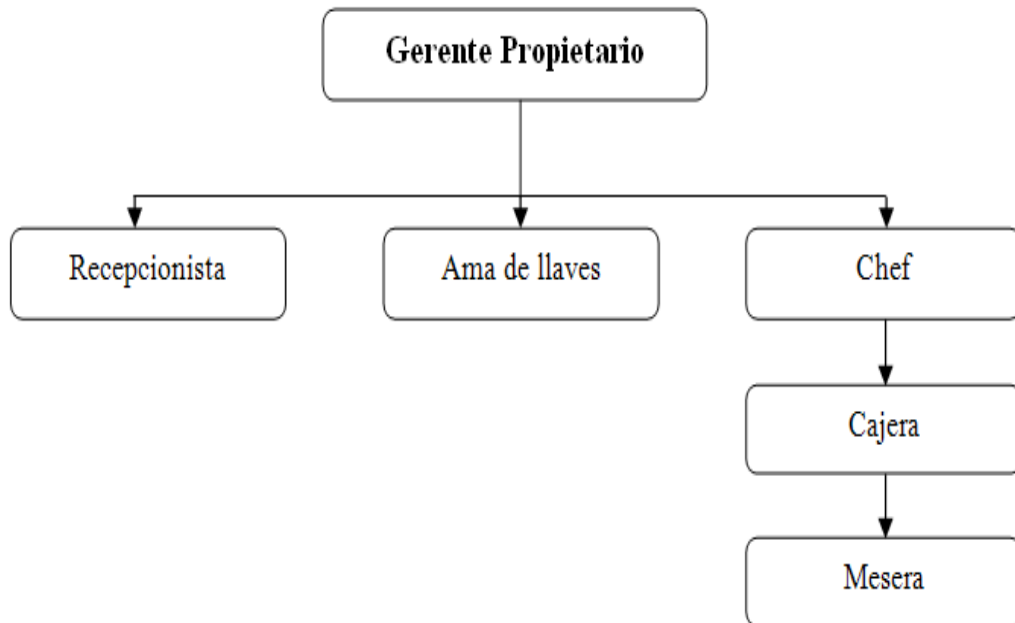 Gerente Propietario
Recepcionista
Ama de llaves
Chef
Cajera
Mesera